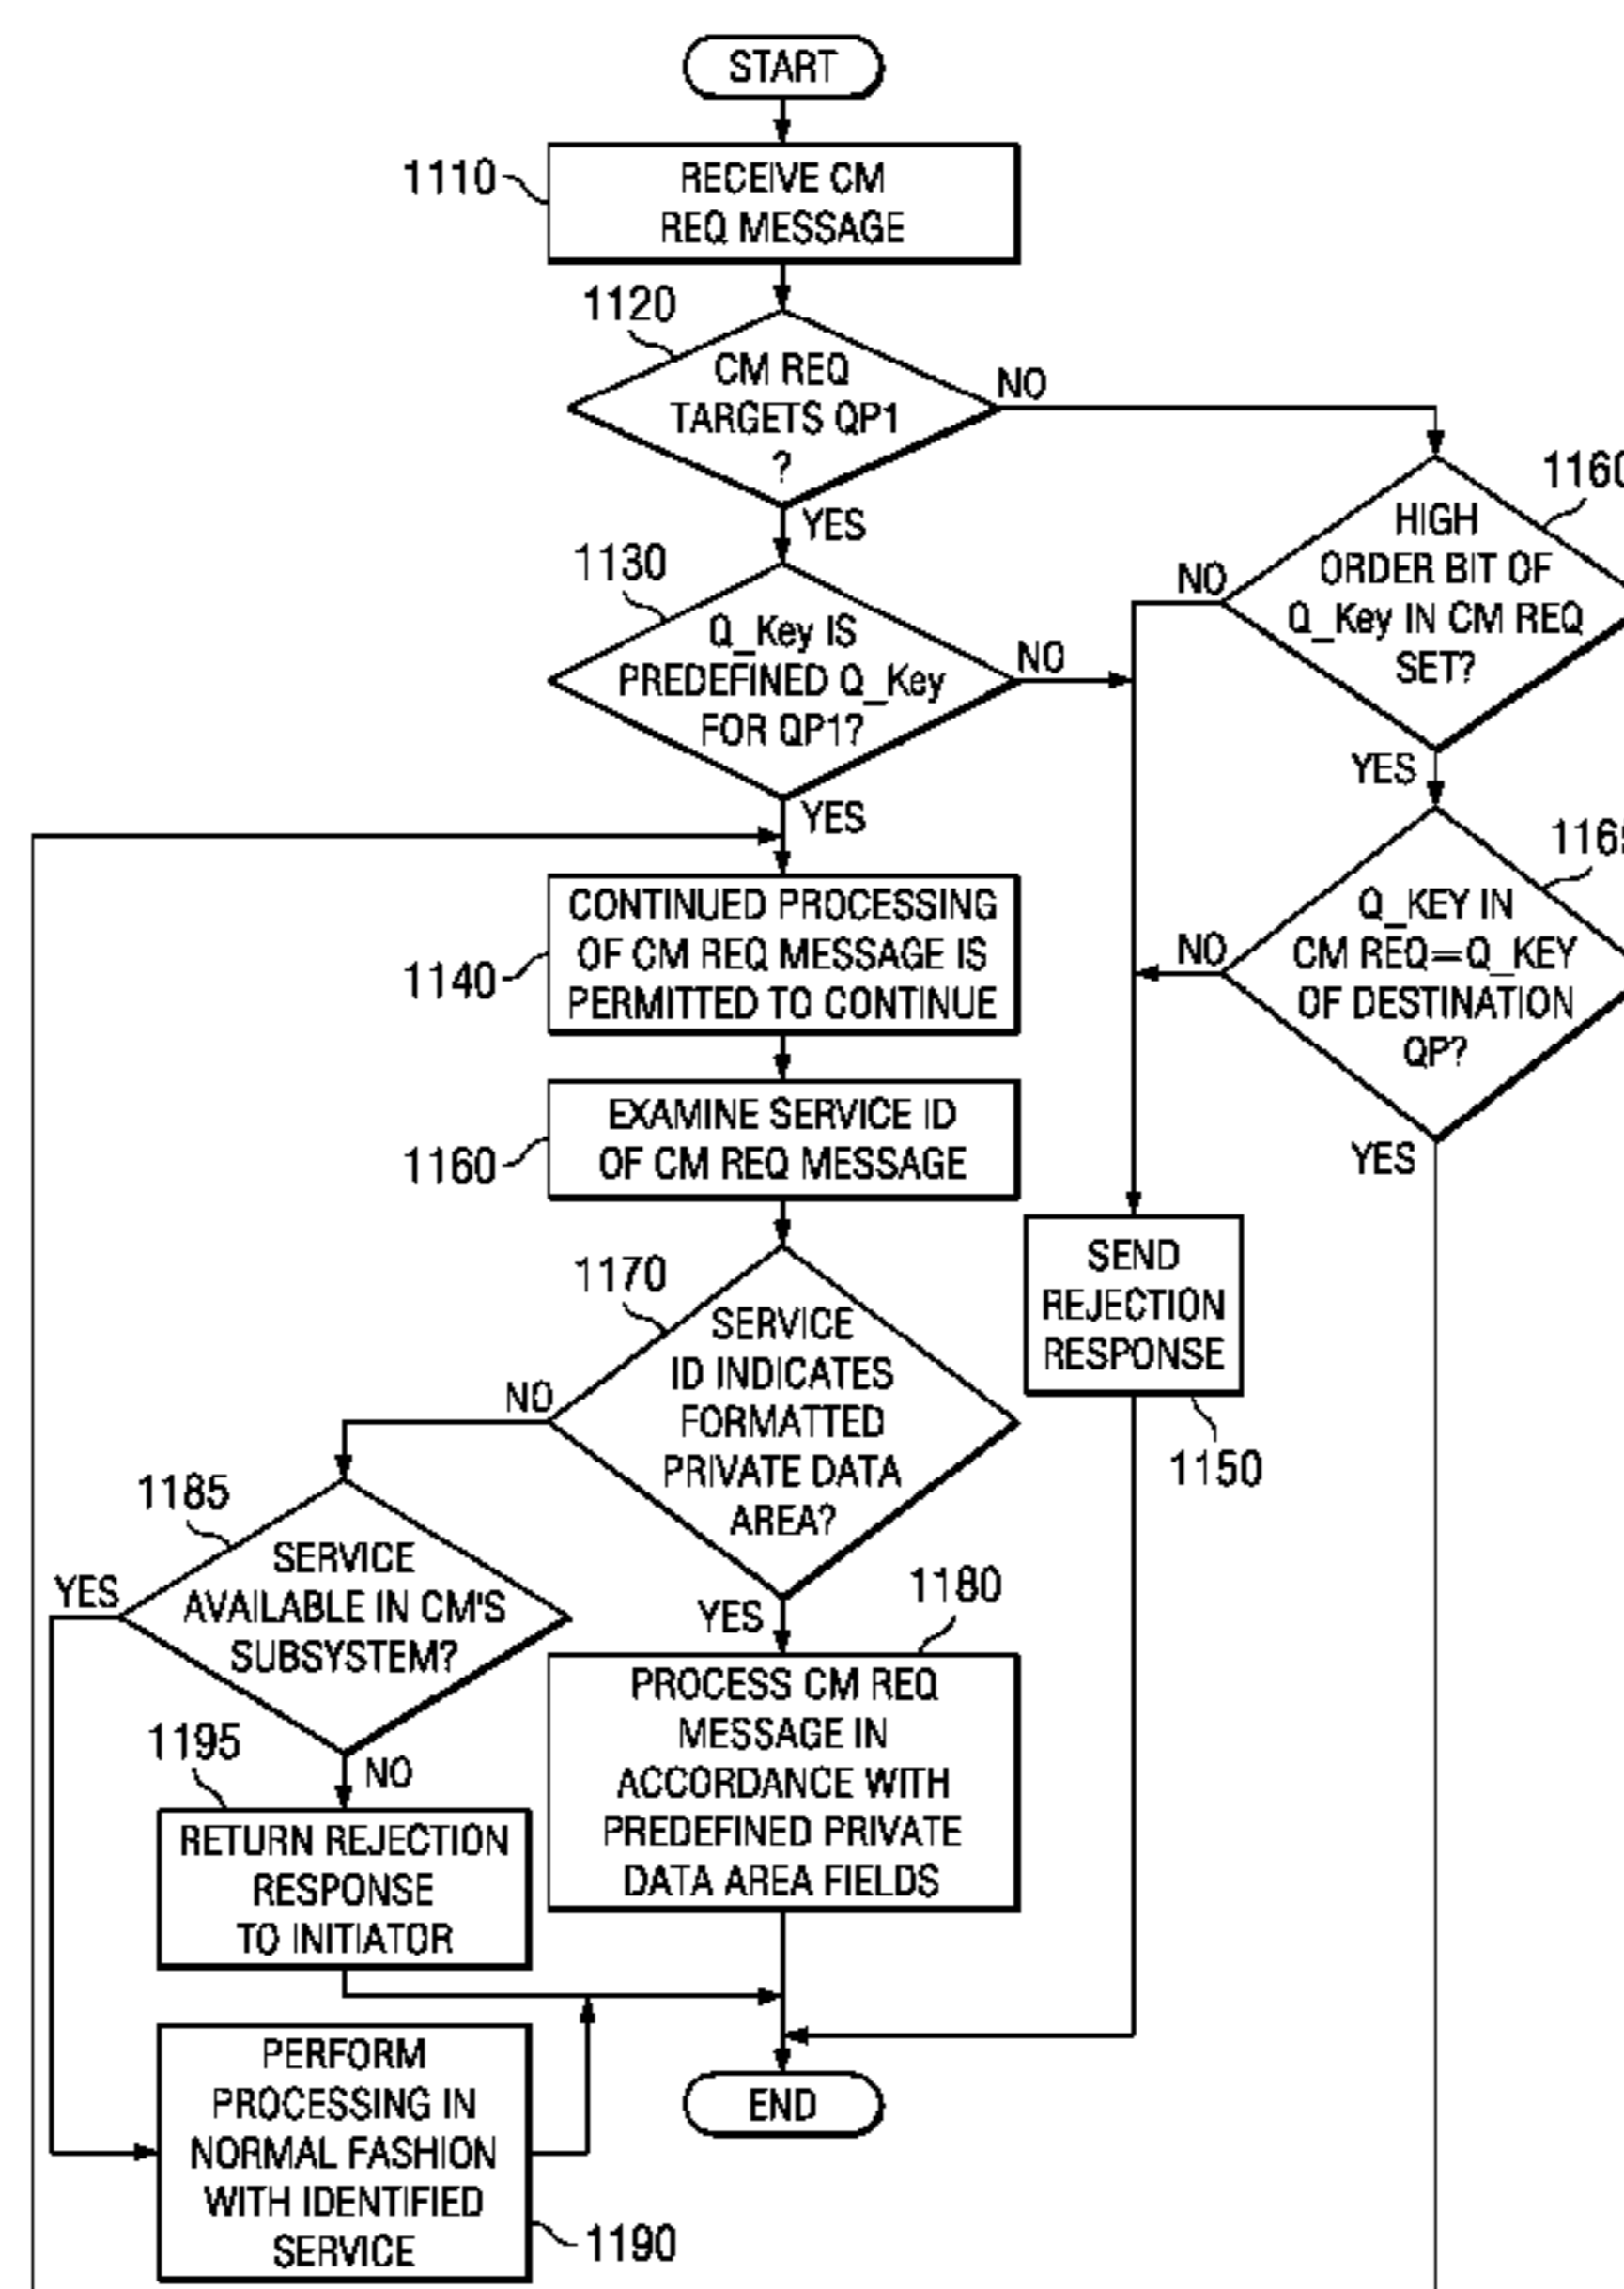 START
1110
RECEIVE CM
REQ MESSAGE
1120
CM REQ
TARGETS QP1
?
NO
YES
1160
HIGH
ORDER BIT OF
Q_Key IN CM REQ
SET?
NO
YES
1130
Q_Key IS
PREDEFINED Q_Key
FOR QP1?
NO
YES
Q_KEY IN
CM REQ=Q_KEY
OF DESTINATION
QP?
NO
YES
1140
CONTINUED PROCESSING
OF CM REQ MESSAGE IS
PERMITTED TO CONTINUE
1160
EXAMINE SERVICE ID
OF CM REQ MESSAGE
SEND
REJECTION
RESPONSE
1150
1170
SERVICE
ID INDICATES
FORMATTED
PRIVATE DATA
AREA?
NO
YES
1185
SERVICE
AVAILABLE IN CM'S
SUBSYSTEM?
YES
NO
1180
PROCESS CM REQ
MESSAGE IN
ACCORDANCE WITH
PREDEFINED PRIVATE
DATA AREA FIELDS
1195
RETURN REJECTION
RESPONSE
TO INITIATOR
PERFORM
PROCESSING IN
NORMAL FASHION
WITH IDENTIFIED
SERVICE
1190
END